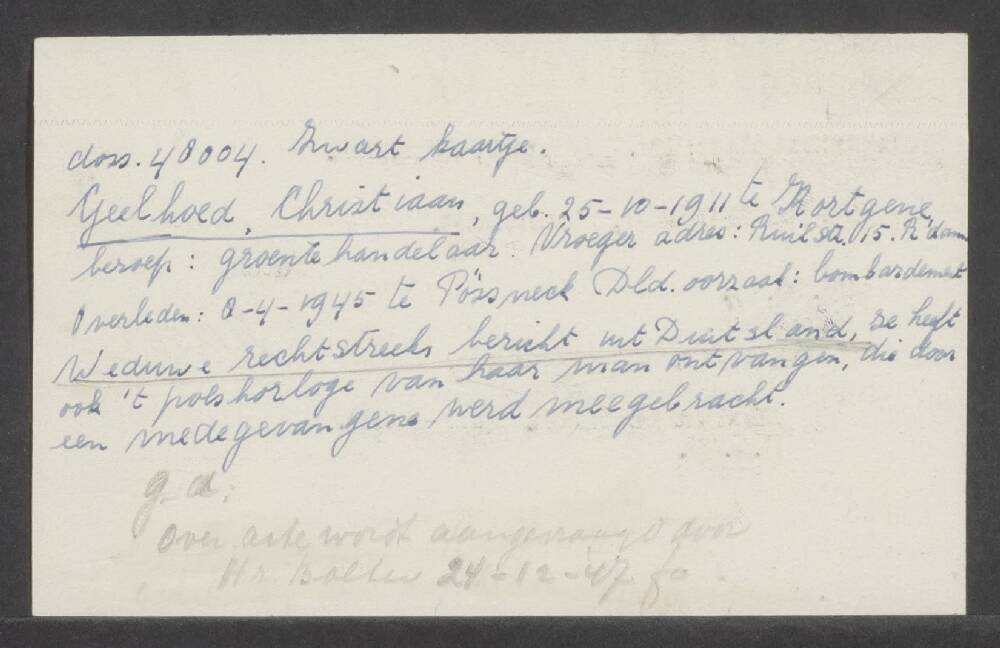 doss. 48004. Zwart kaartje.
Geelhoed, Christiaan, geb. 25-10-1911 te Kortgene,
beroep: groentehandelaar. Vroeger adres: Ruilstr. 15. R'dam
Overleden: 8-4-1945 te Pössneck Dld. oorzaak: bombardement
Weduwe rechtstreeks bericht uit Duitsland, ze heeft
ook 't polshorloge van haar man ontvangen, die door
een medegevangene werd meegebracht.
g.d.
Over. acte wordt aangevraagd door
Hr. 24-12-47